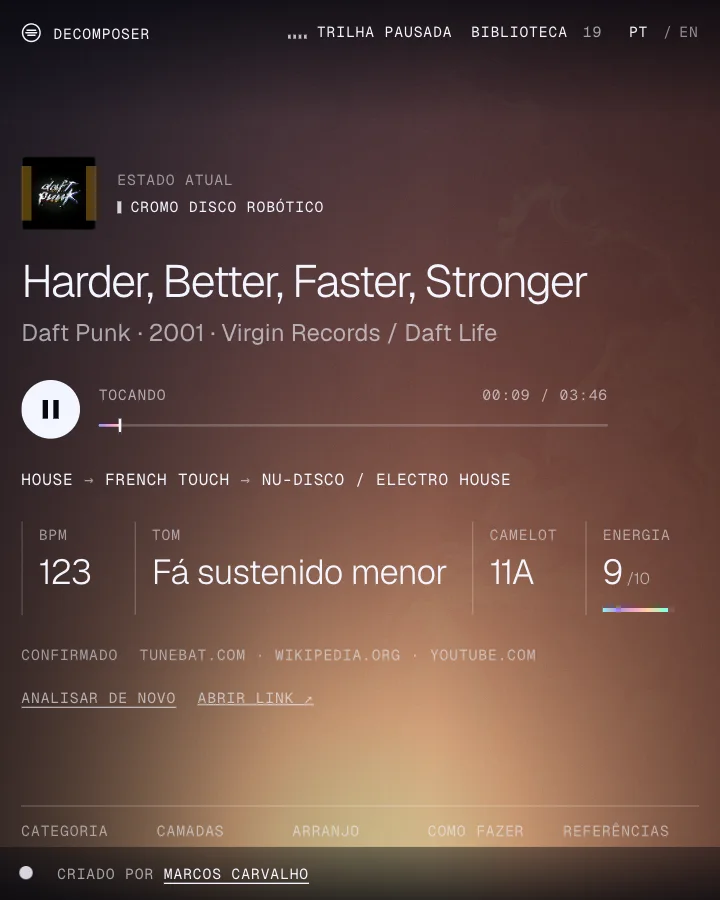 DECOMPOSER
TRILHA PAUSADA BIBLIOTECA 19 PT / EN
daft punk
ESTADO ATUAL
CROMO DISCO ROBÓTICO
Harder, Better, Faster, Stronger
Daft Punk · 2001 · Virgin Records / Daft Life
TOCANDO 00:09 / 03:46
HOUSE → FRENCH TOUCH → NU-DISCO / ELECTRO HOUSE
BPM TOM CAMELOT ENERGIA
123 Fá sustenido menor 11A 9 /10
CONFIRMADO TUNEBAT.COM · WIKIPEDIA.ORG · YOUTUBE.COM
ANALISAR DE NOVO ABRIR LINK ↗
CATEGORIA CAMADAS ARRANJO COMO FAZER REFERÊNCIAS
CRIADO POR MARCOS CARVALHO